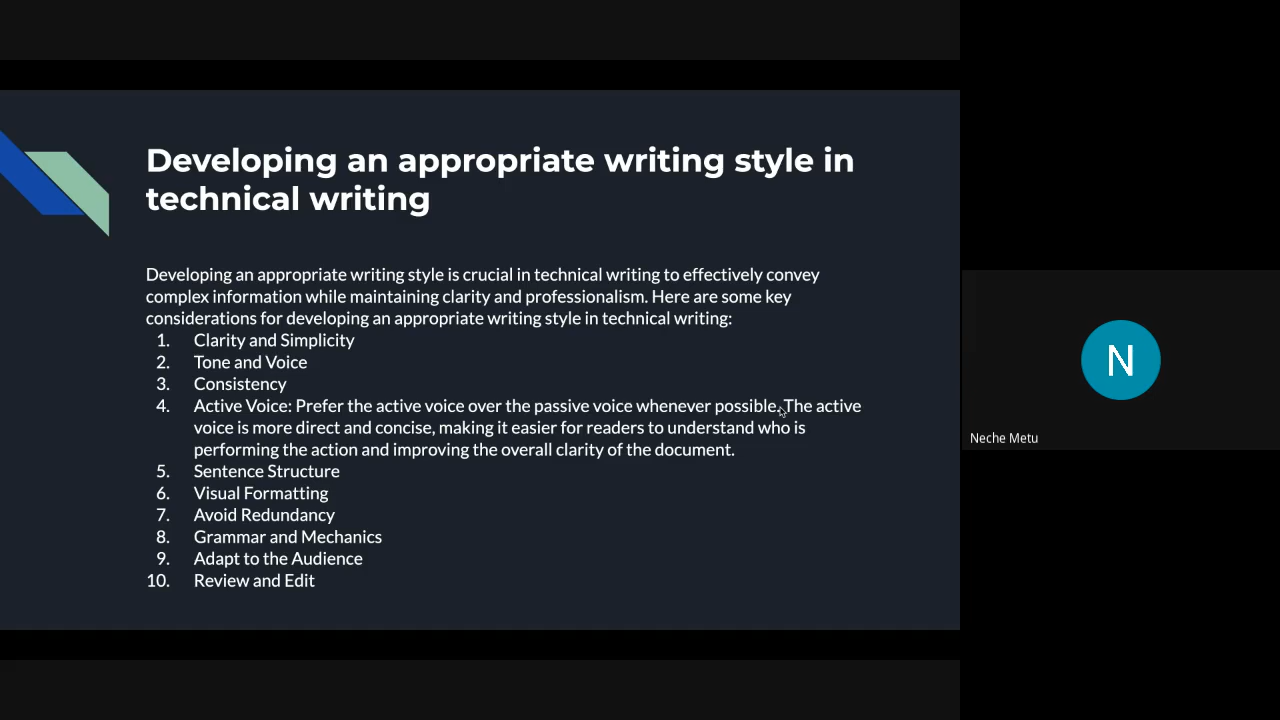 Developing an appropriate writing style in
technical writing
Developing an appropriate writing style is crucial in technical writing to effectively convey
complex information while maintaining clarity and professionalism. Here are some key
considerations for developing an appropriate writing style in technical writing:
1. Clarity and Simplicity
2. Tone and Voice
3. Consistency
4. Active Voice: Prefer the active voice over the passive voice whenever possible. The active
voice is more direct and concise, making it easier for readers to understand who is
performing the action and improving the overall clarity of the document.
5. Sentence Structure
6. Visual Formatting
7. Avoid Redundancy
8. Grammar and Mechanics
9. Adapt to the Audience
10. Review and Edit
N
Neche Metu